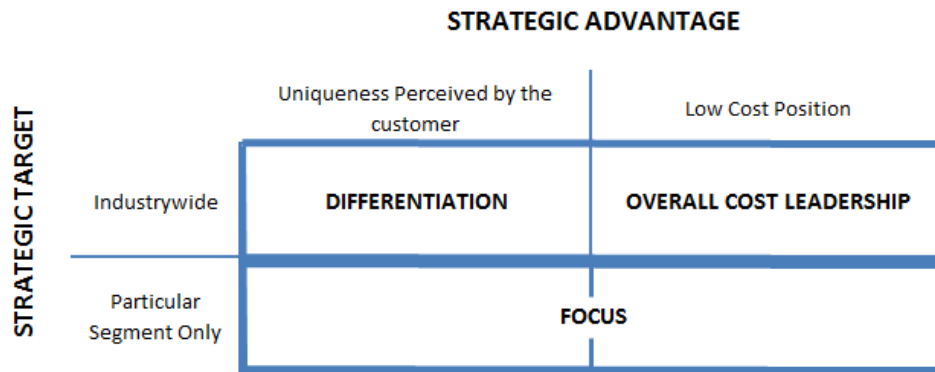 STRATEGIC ADVANTAGE
Uniqueness Perceived by the
customer
Low Cost Position
STRATEGIC TARGET
Industrywide
DIFFERENTIATION
OVERALL COST LEADERSHIP
Particular
Segment Only
FOCUS